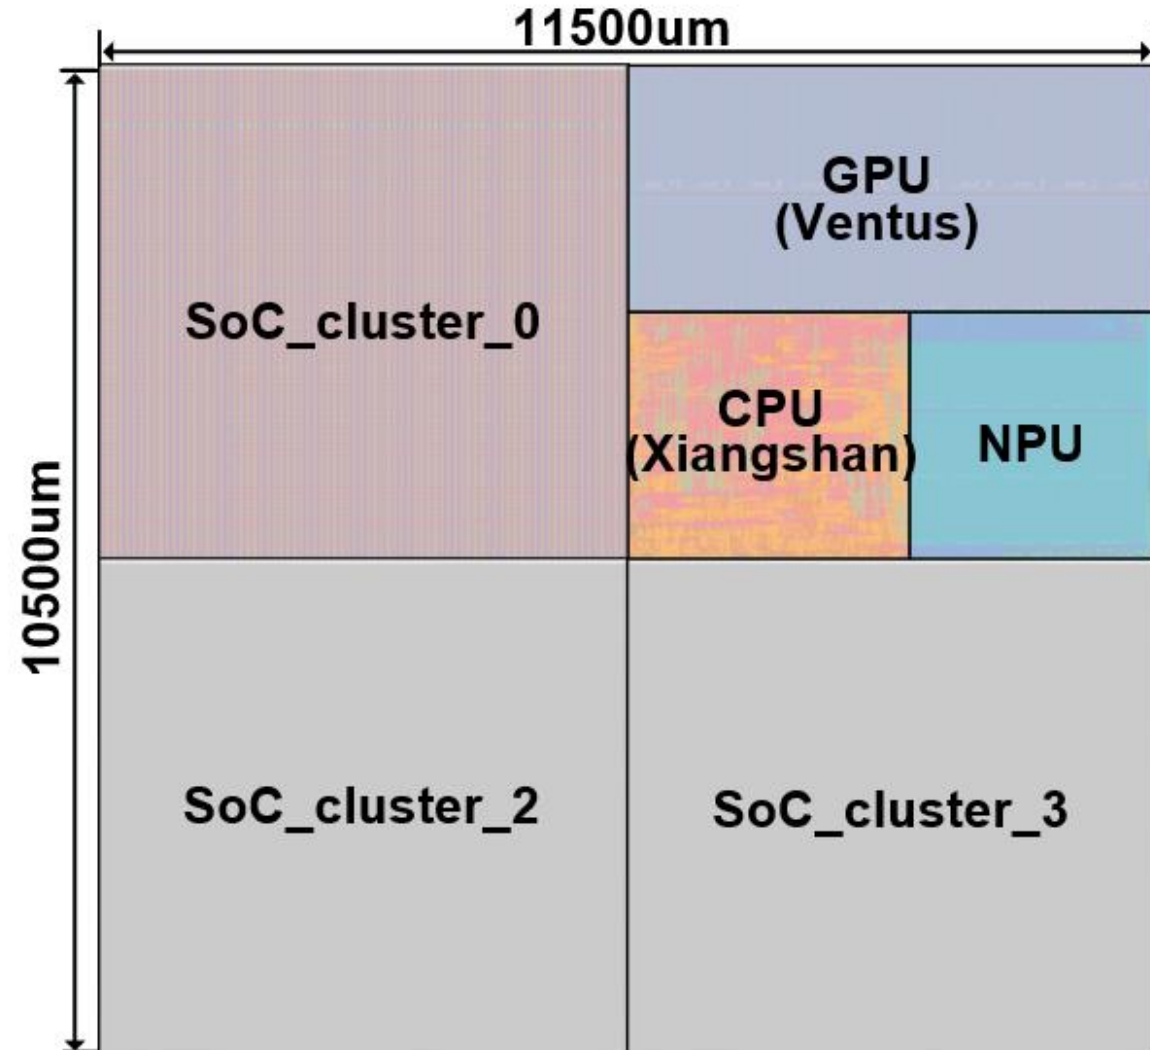 11500um
GPU
(Ventus)
SoC_cluster_0
CPU
(Xiangshan)
NPU
10500um
SoC_cluster_2
SoC_cluster_3